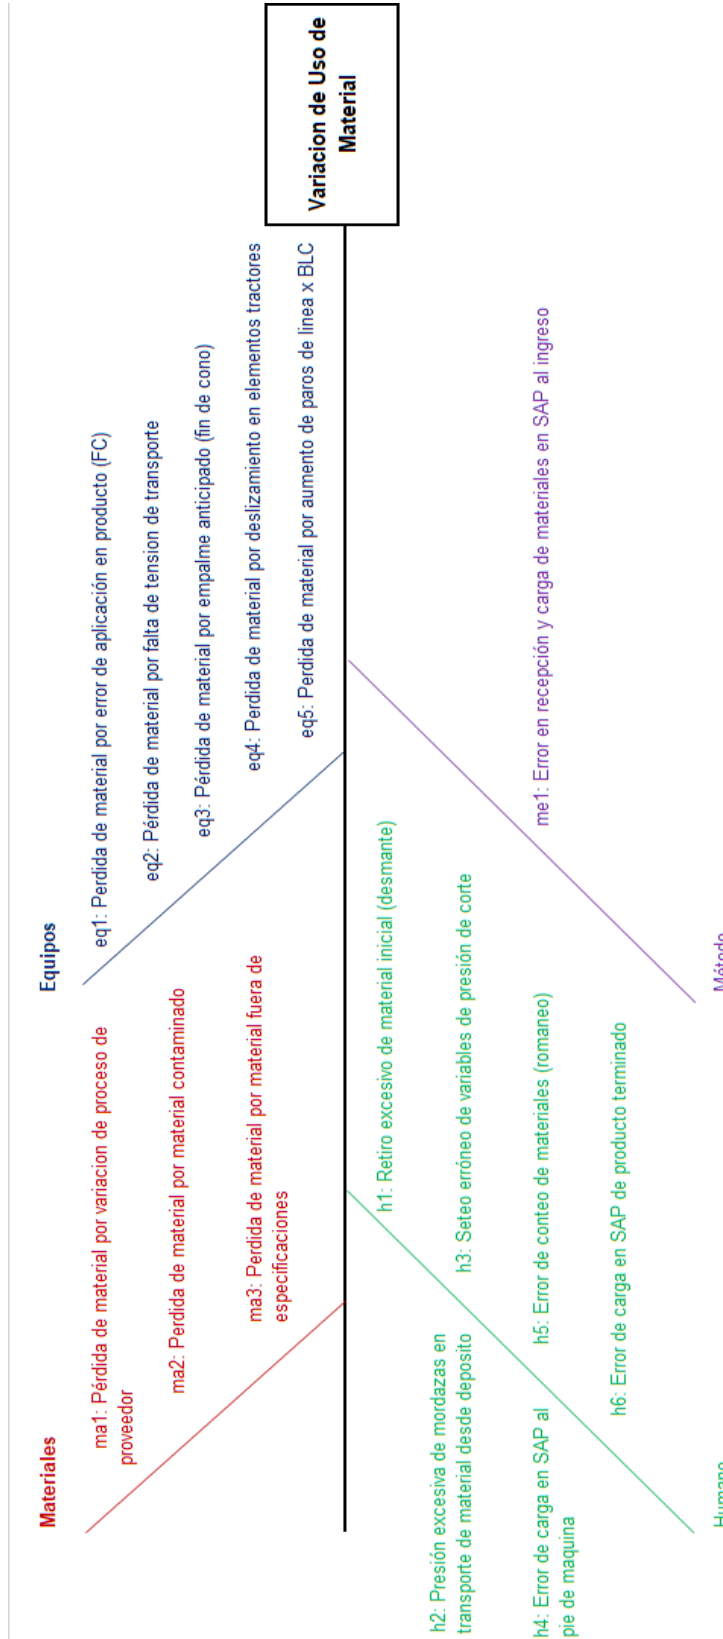 Materiales
Equipos
ma1: Pérdida de material por variacion de proceso de
proveedor
ma2: Perdida de material por material contaminado
ma3: Perdida de material por material fuera de
especificaciones
eq1: Perdida de material por error de aplicación en producto (FC)
eq2: Pérdida de material por falta de tension de transporte
eq3: Pérdida de material por empalme anticipado (fin de cono)
eq4: Perdida de material por deslizamiento en elementos tractores
eq5: Perdida de material por aumento de paros de linea x BLC
Variacion de Uso de
Material
h1: Retiro excesivo de material inicial (desmante)
h2: Presión excesiva de mordazas en
transporte de material desde deposito
h3: Seteo erróneo de variables de presión de corte
h4: Error de carga en SAP al
pie de maquina
h5: Error de conteo de materiales (romaneo)
h6: Error de carga en SAP de producto terminado
me1: Error en recepción y carga de materiales en SAP al ingreso
Humano
Método